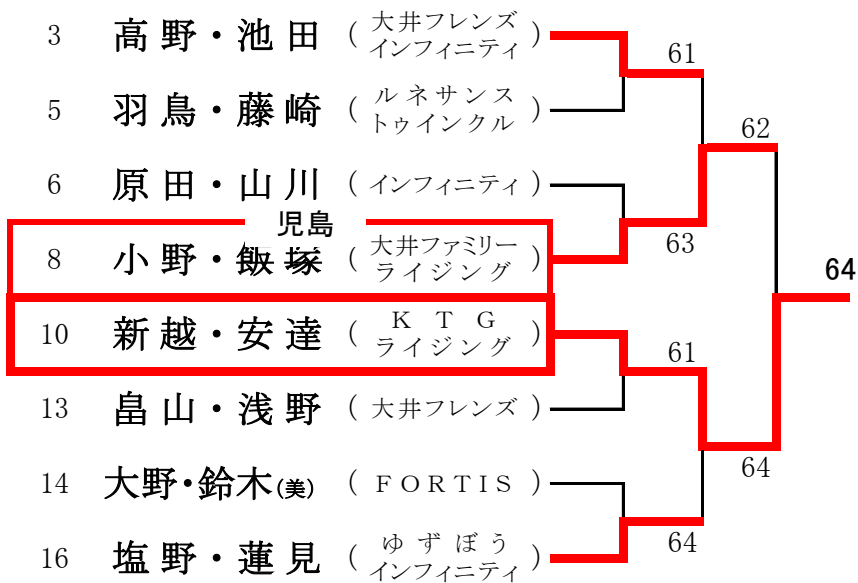 3 高野・池田 ( 大井フレンズ インフィニティ )
61
5 羽鳥・藤崎 ( ルネサンス トゥインクル )
62
6 原田・山川 ( インフィニティ )
児島
63
8 小野・飯塚 ( 大井ファミリー ライジング )
64
10 新越・安達 ( KTG ライジング )
61
13 畠山・浅野 ( 大井フレンズ )
64
14 大野・鈴木(美) ( FORTIS )
64
16 塩野・蓮見 ( ゆずぼう インフィニティ )